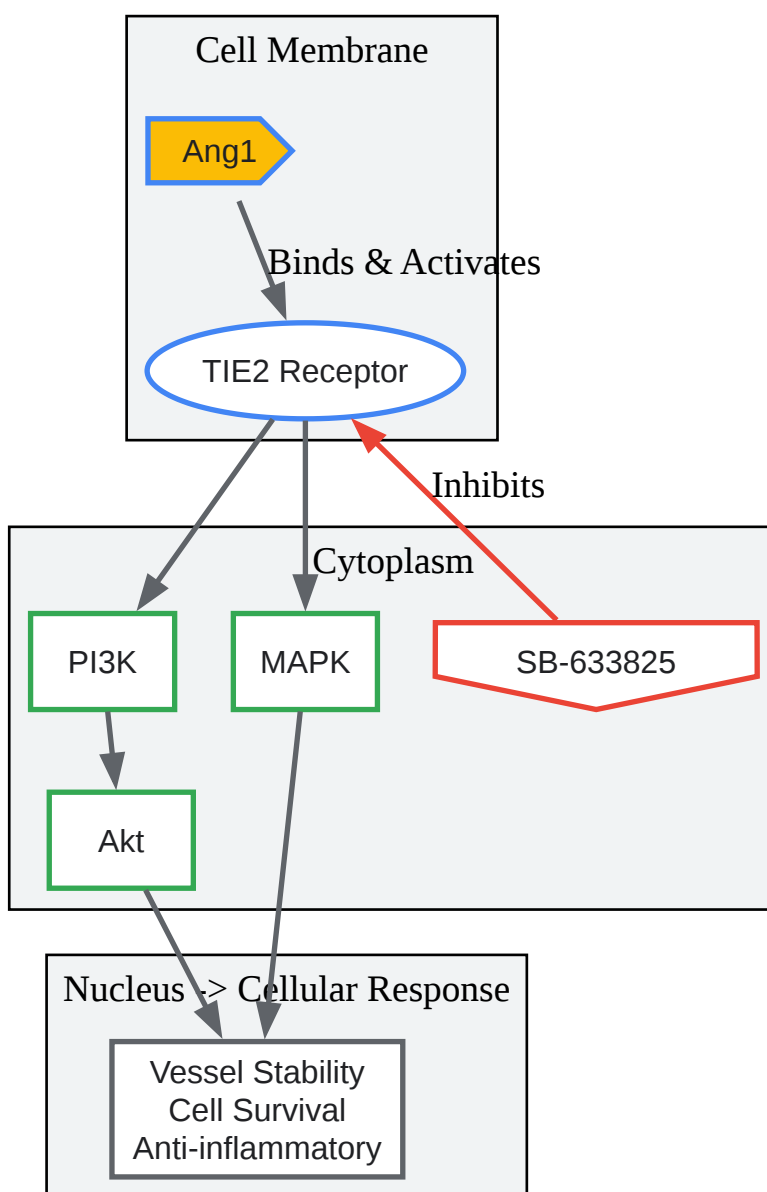 Cell Membrane
Ang1
Binds & Activates
TIE2 Receptor
Inhibits
Cytoplasm
PI3K
MAPK
SB-633825
Akt
Nucleus -> Cellular Response
Vessel Stability
Cell Survival
Anti-inflammatory